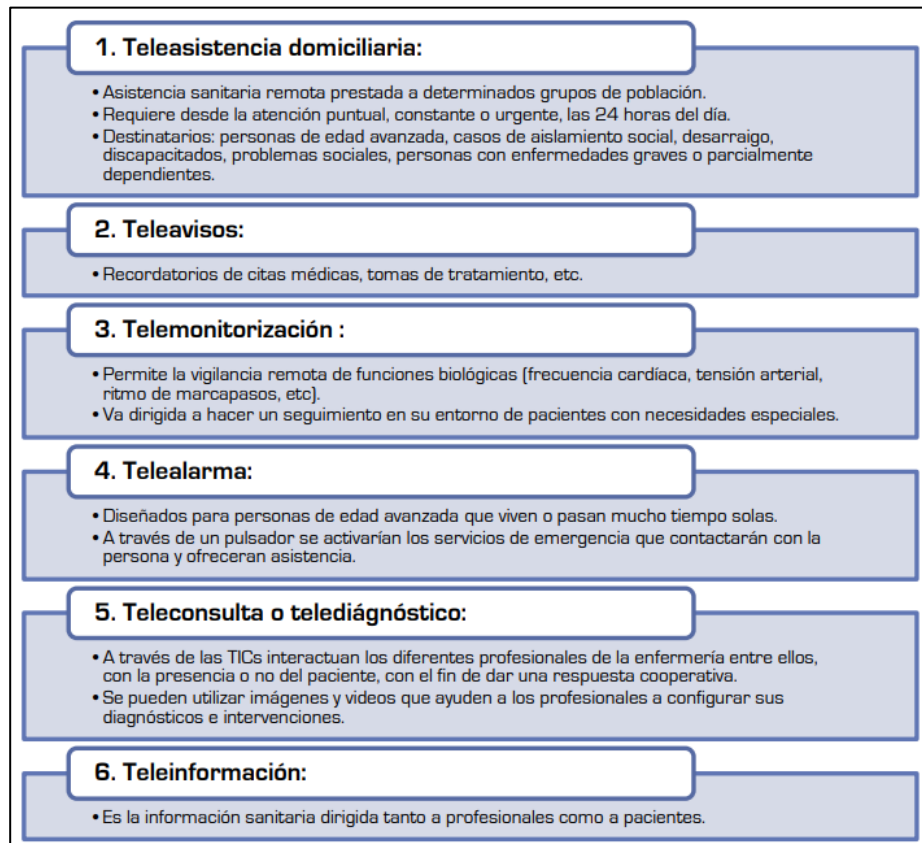 1. Teleasistencia domiciliaria:
• Asistencia sanitaria remota prestada a determinados grupos de población.
• Requiere desde la atención puntual, constante o urgente, las 24 horas del día.
• Destinatarios: personas de edad avanzada, casos de aislamiento social, desarraigo,
discapacitados, problemas sociales, personas con enfermedades graves o parcialmente
dependientes.
2. Teleavisos:
• Recordatorios de citas médicas, tomas de tratamiento, etc.
3. Telemonitorización :
• Permite la vigilancia remota de funciones biológicas (frecuencia cardíaca, tensión arterial,
ritmo de marcapasos, etc).
• Va dirigida a hacer un seguimiento en su entorno de pacientes con necesidades especiales.
4. Telealarma:
• Diseñados para personas de edad avanzada que viven o pasan mucho tiempo solas.
• A través de un pulsador se activarían los servicios de emergencia que contactarán con la
persona y ofreceran asistencia.
5. Teleconsulta o telediágnóstico:
• A través de las TICs interactuan los diferentes profesionales de la enfermería entre ellos,
con la presencia o no del paciente, con el fin de dar una respuesta cooperativa.
• Se pueden utilizar imágenes y videos que ayuden a los profesionales a configurar sus
diagnósticos e intervenciones.
6. Teleinformación:
• Es la información sanitaria dirigida tanto a profesionales como a pacientes.